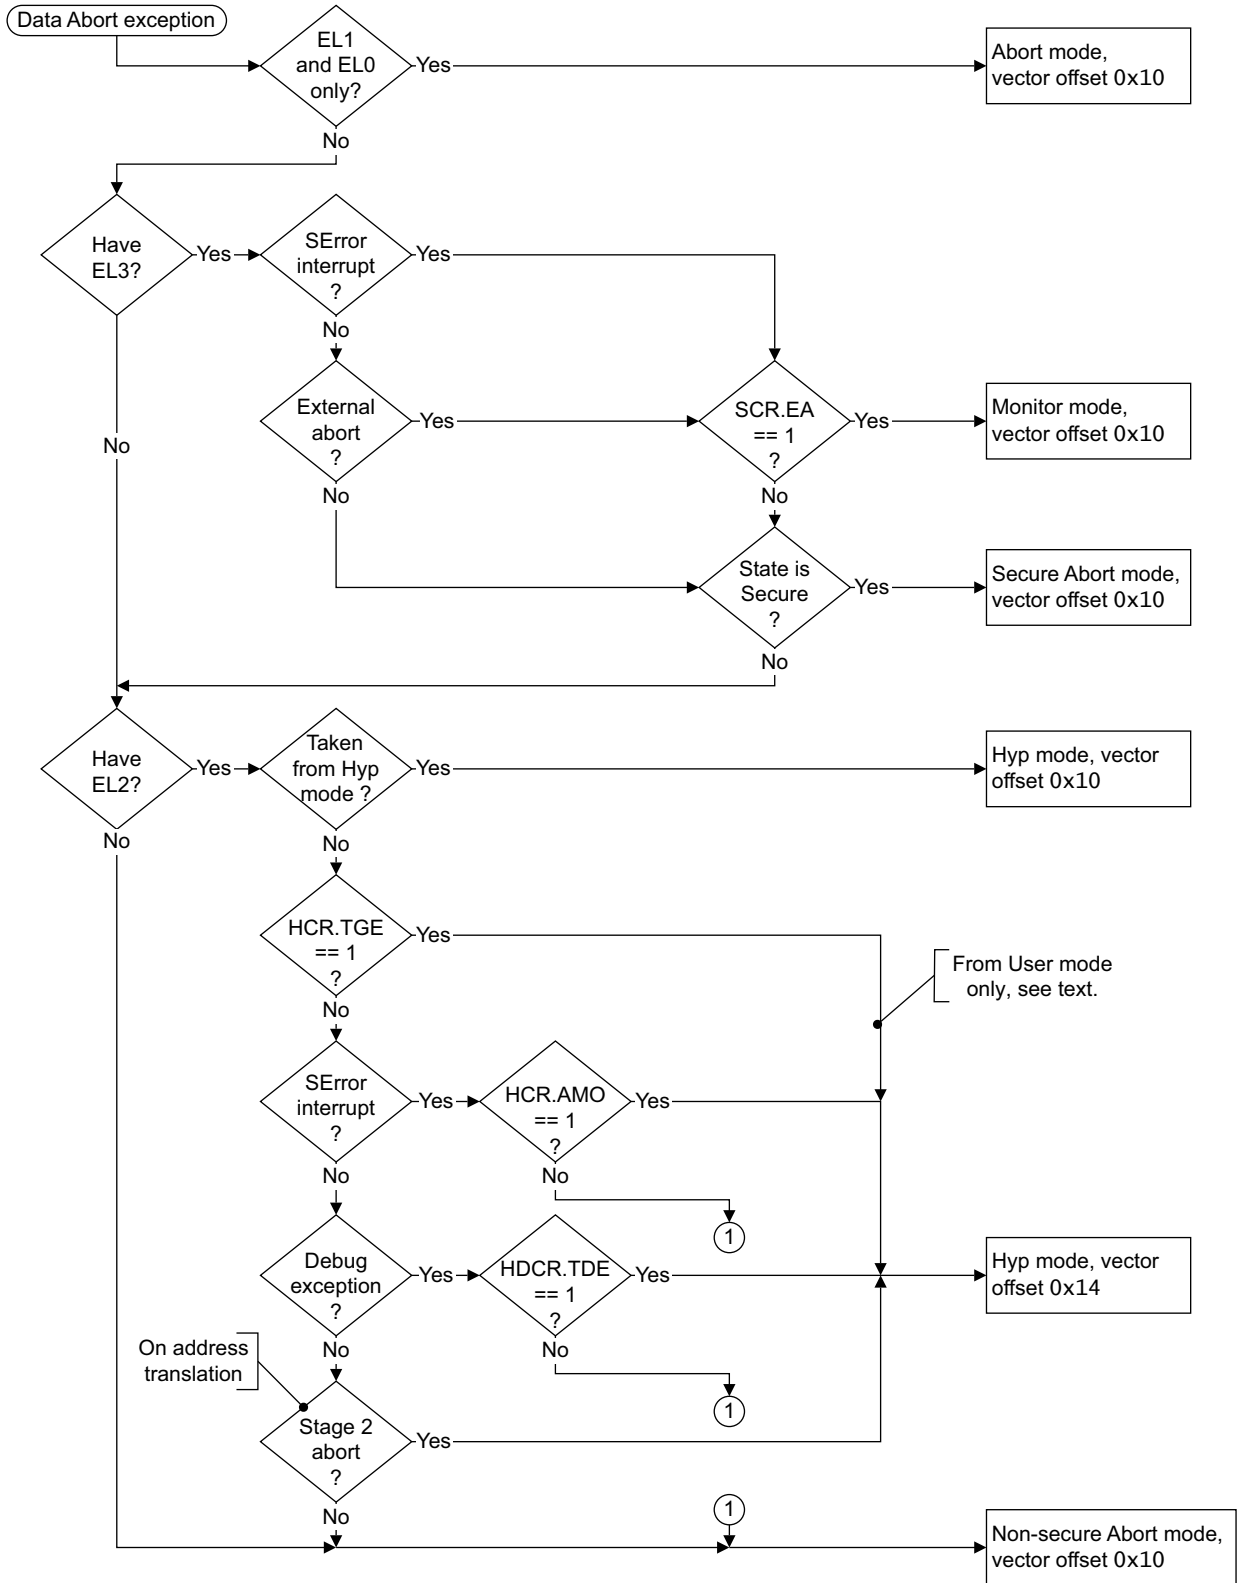 Data Abort exception
EL1
and EL0
only?
Yes
Abort mode,
vector offset 0x10
No
Have
EL3?
Yes
SError
interrupt
?
Yes
No
No
External
abort
?
Yes
SCR.EA
== 1
?
Yes
Monitor mode,
vector offset 0x10
No
No
State is
Secure
?
Yes
Secure Abort mode,
vector offset 0x10
No
Have
EL2?
Yes
Taken
from Hyp
mode ?
Yes
Hyp mode, vector
offset 0x10
No
No
HCR.TGE
== 1
?
Yes
From User mode
only, see text.
No
SError
interrupt
?
Yes
HCR.AMO
== 1
?
Yes
No
No
1
Debug
exception
?
Yes
HDCR.TDE
== 1
?
Yes
Hyp mode, vector
offset 0x14
No
No
1
On address
translation
Stage 2
abort
?
Yes
No
1
Non-secure Abort mode,
vector offset 0x10